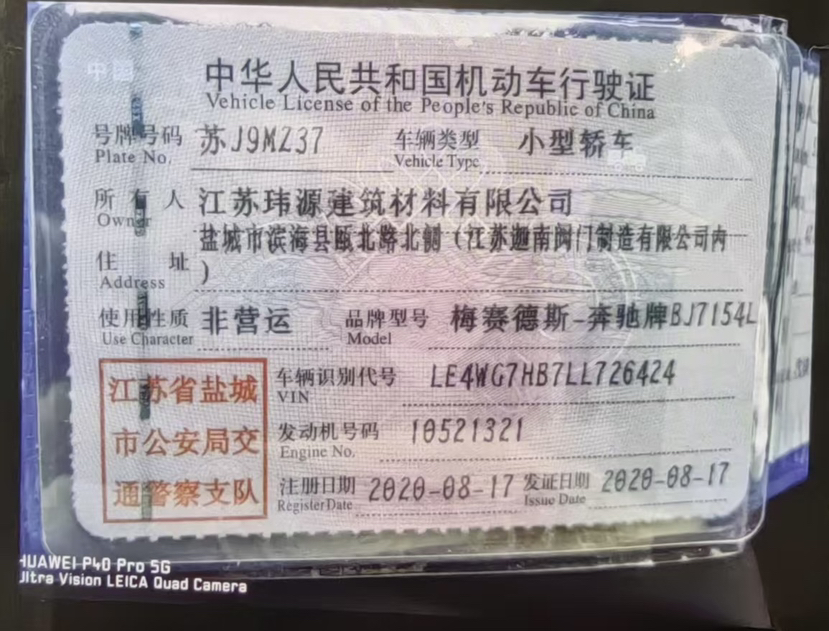 中国
中华人民共和国机动车行驶证
Vehicle License of the People's Republic of China
号牌号码 苏J9MZ37 车辆类型 小型轿车
Plate No. Vehicle Type
所有人 江苏玮源建筑材料有限公司
Owner
盐城市滨海县瓯北路北侧（江苏迦南阀门制造有限公司内
住址 ）
Address
使用性质 非营运 品牌型号 梅赛德斯-奔驰牌BJ7154L
Use Character Model
江苏省盐城
市公安局交
通警察支队
车辆识别代号 LE4WG7HB7LL726424
VIN
发动机号码 10521321
Engine No.
注册日期 2020-08-17 发证日期 2020-08-17
Register Date Issue Date
HUAWEI P40 Pro 5G
Ultra Vision LEICA Quad Camera